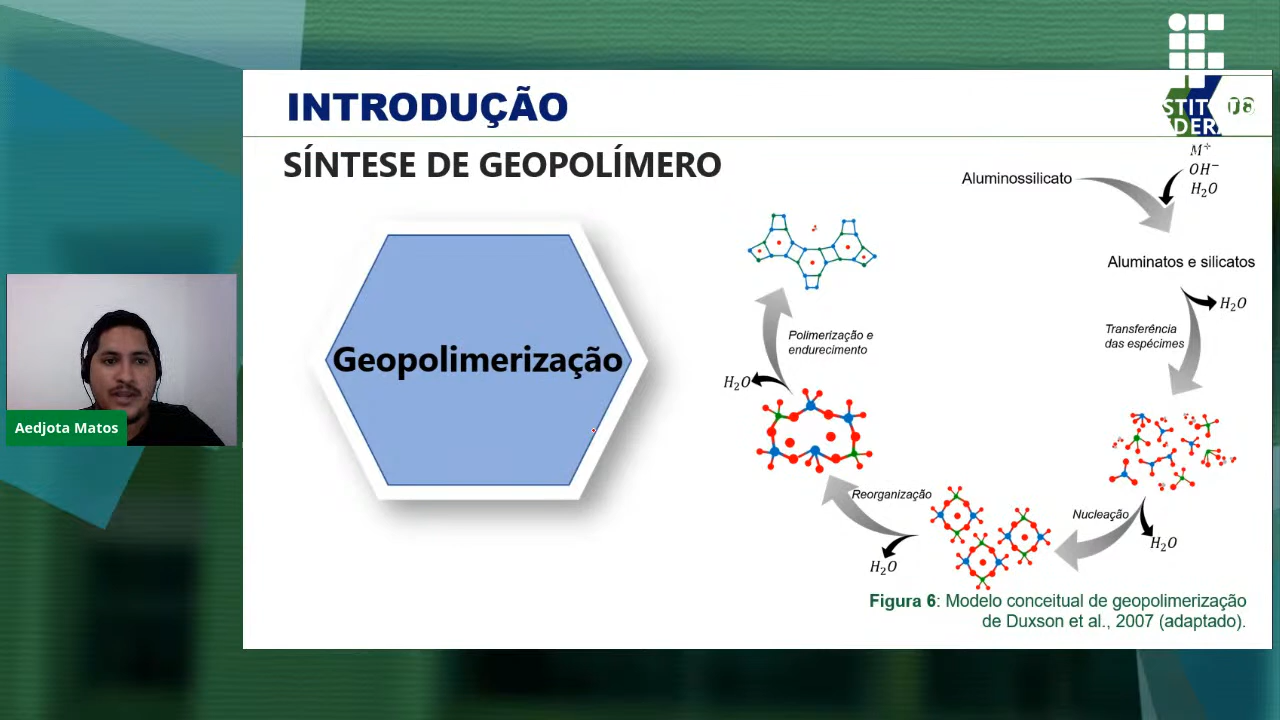 INTRODUÇÃO
SÍNTESE DE GEOPOLÍMERO
Geopolimerização
Aedjota Matos
Aluminossilicato
M⁺
OH⁻
H₂O
Aluminatos e silicatos
H₂O
Transferência
das espécimes
Polimerização e
endurecimento
H₂O
Reorganização
H₂O
Nucleação
H₂O
Figura 6: Modelo conceitual de geopolimerização
de Duxson et al., 2007 (adaptado).